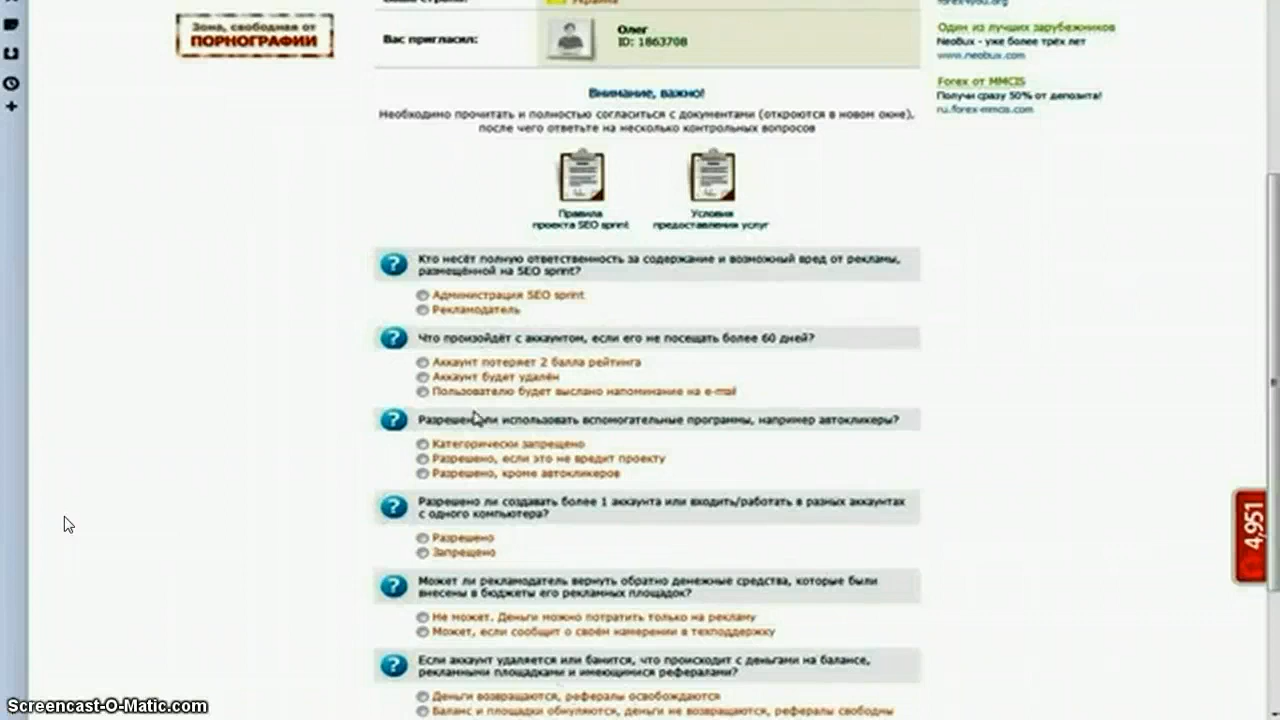 Украина
forex4you.org
Зона, свободная от
ПОРНОГРАФИИ
Вас пригласил:
Олег
ID: 1863708
Один из лучших зарубежников
NeoBux - уже более трёх лет
www.neobux.com
Forex от MMCIS
Получи сразу 50% от депозита!
ru.forex-mmcis.com
Внимание, важно!
Необходимо прочитать и полностью согласиться с документами (откроются в новом окне),
после чего ответьте на несколько контрольных вопросов
Правила
проекта SEO sprint
Условия
предоставления услуг
Кто несёт полную ответственность за содержание и возможный вред от рекламы,
размещённой на SEO sprint?
Администрация SEO sprint
Рекламодатель
Что произойдёт с аккаунтом, если его не посещать более 60 дней?
Аккаунт потеряет 2 балла рейтинга
Аккаунт будет удалён
Пользователю будет выслано напоминание на e-mail
Разрешено ли использовать вспомогательные программы, например автокликеры?
Категорически запрещено
Разрешено, если это не вредит проекту
Разрешено, кроме автокликеров
Разрешено ли создавать более 1 аккаунта или входить/работать в разных аккаунтах
с одного компьютера?
Разрешено
Запрещено
4,951
Может ли рекламодатель вернуть обратно денежные средства, которые были
внесены в бюджеты его рекламных площадок?
Не может. Деньги можно потратить только на рекламу
Может, если сообщит о своём намерении в техподдержку
Если аккаунт удаляется или банится, что происходит с деньгами на балансе,
рекламными площадками и имеющимися рефералами?
Деньги возвращаются, рефералы освобождаются
Баланс и площадки обнуляются, деньги не возвращаются, рефералы свободны
Screencast-O-Matic.com